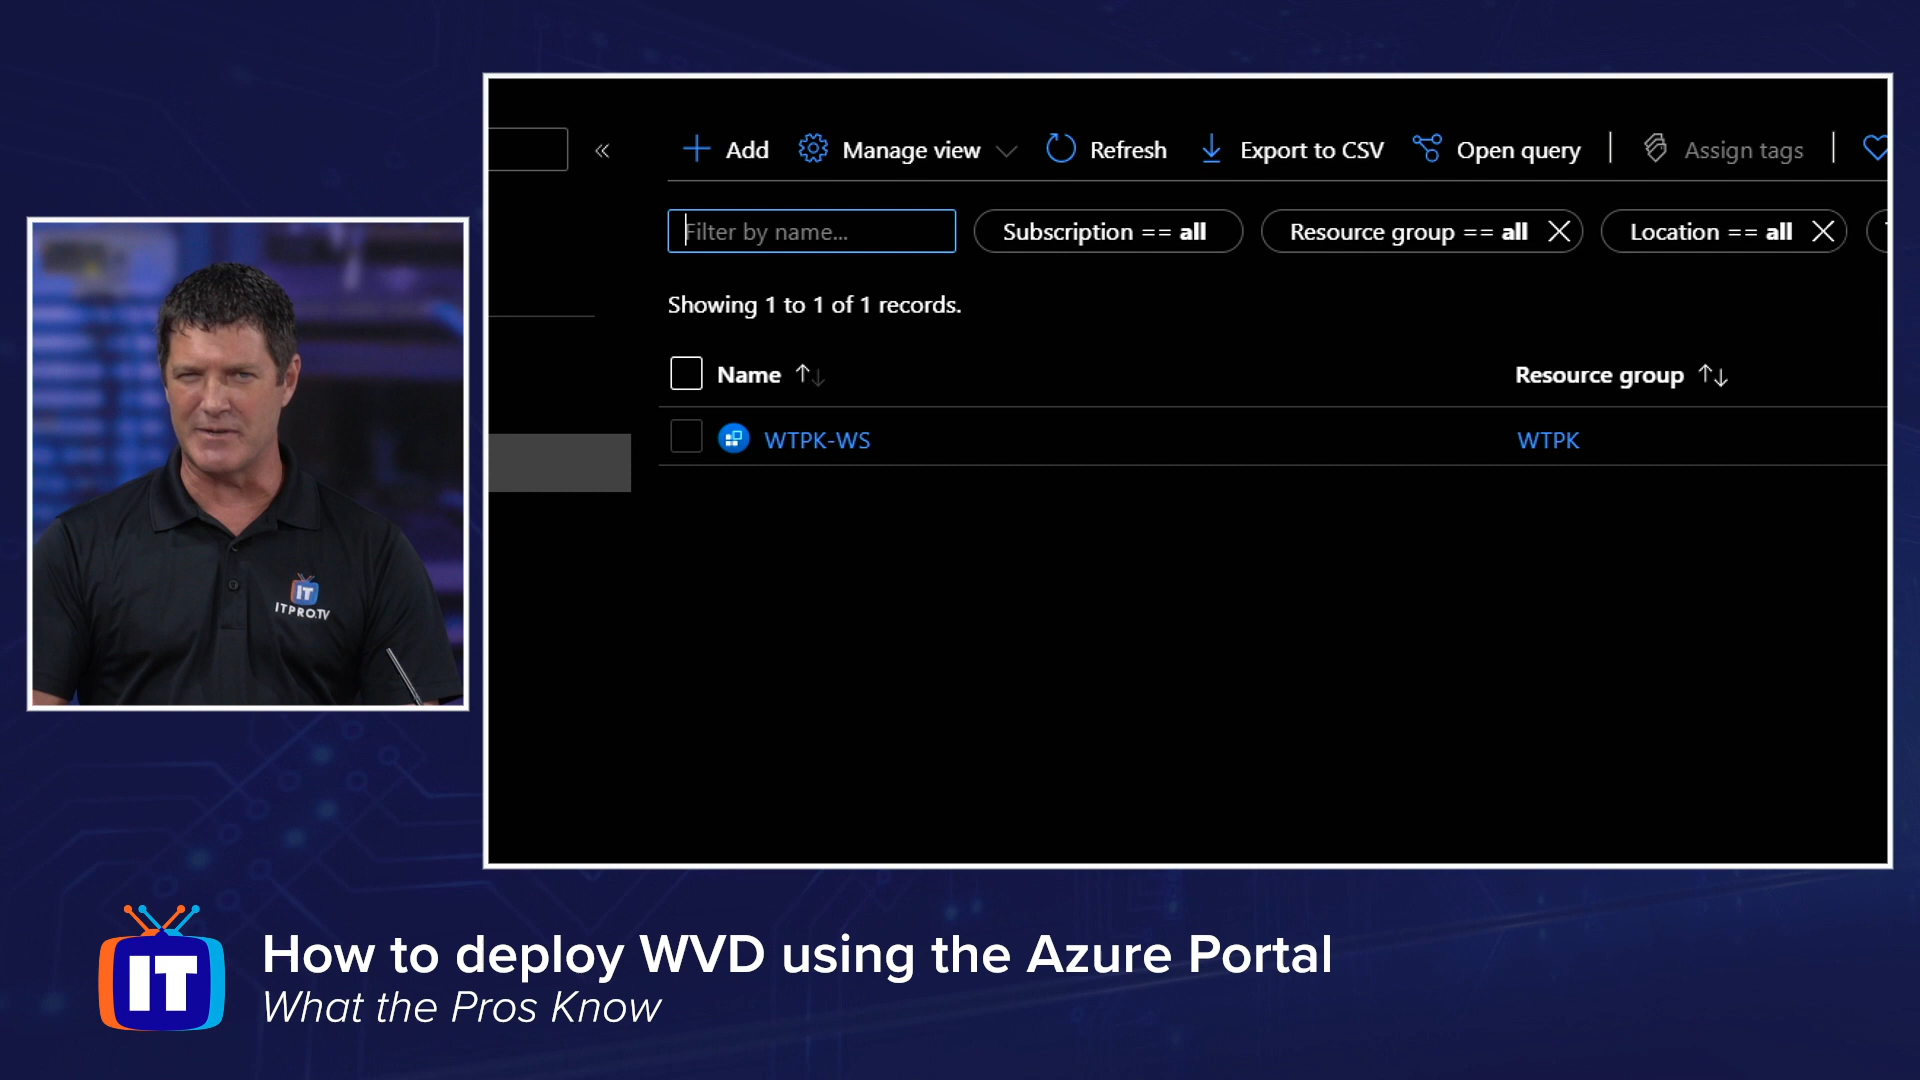 Add Manage view Refresh Export to CSV Open query Assign tags
Filter by name... Subscription == all Resource group == all Location == all
Showing 1 to 1 of 1 records.
Name Resource group
WTPK-WS WTPK
IT
ITPRO.TV
IT
How to deploy WVD using the Azure Portal
What the Pros Know